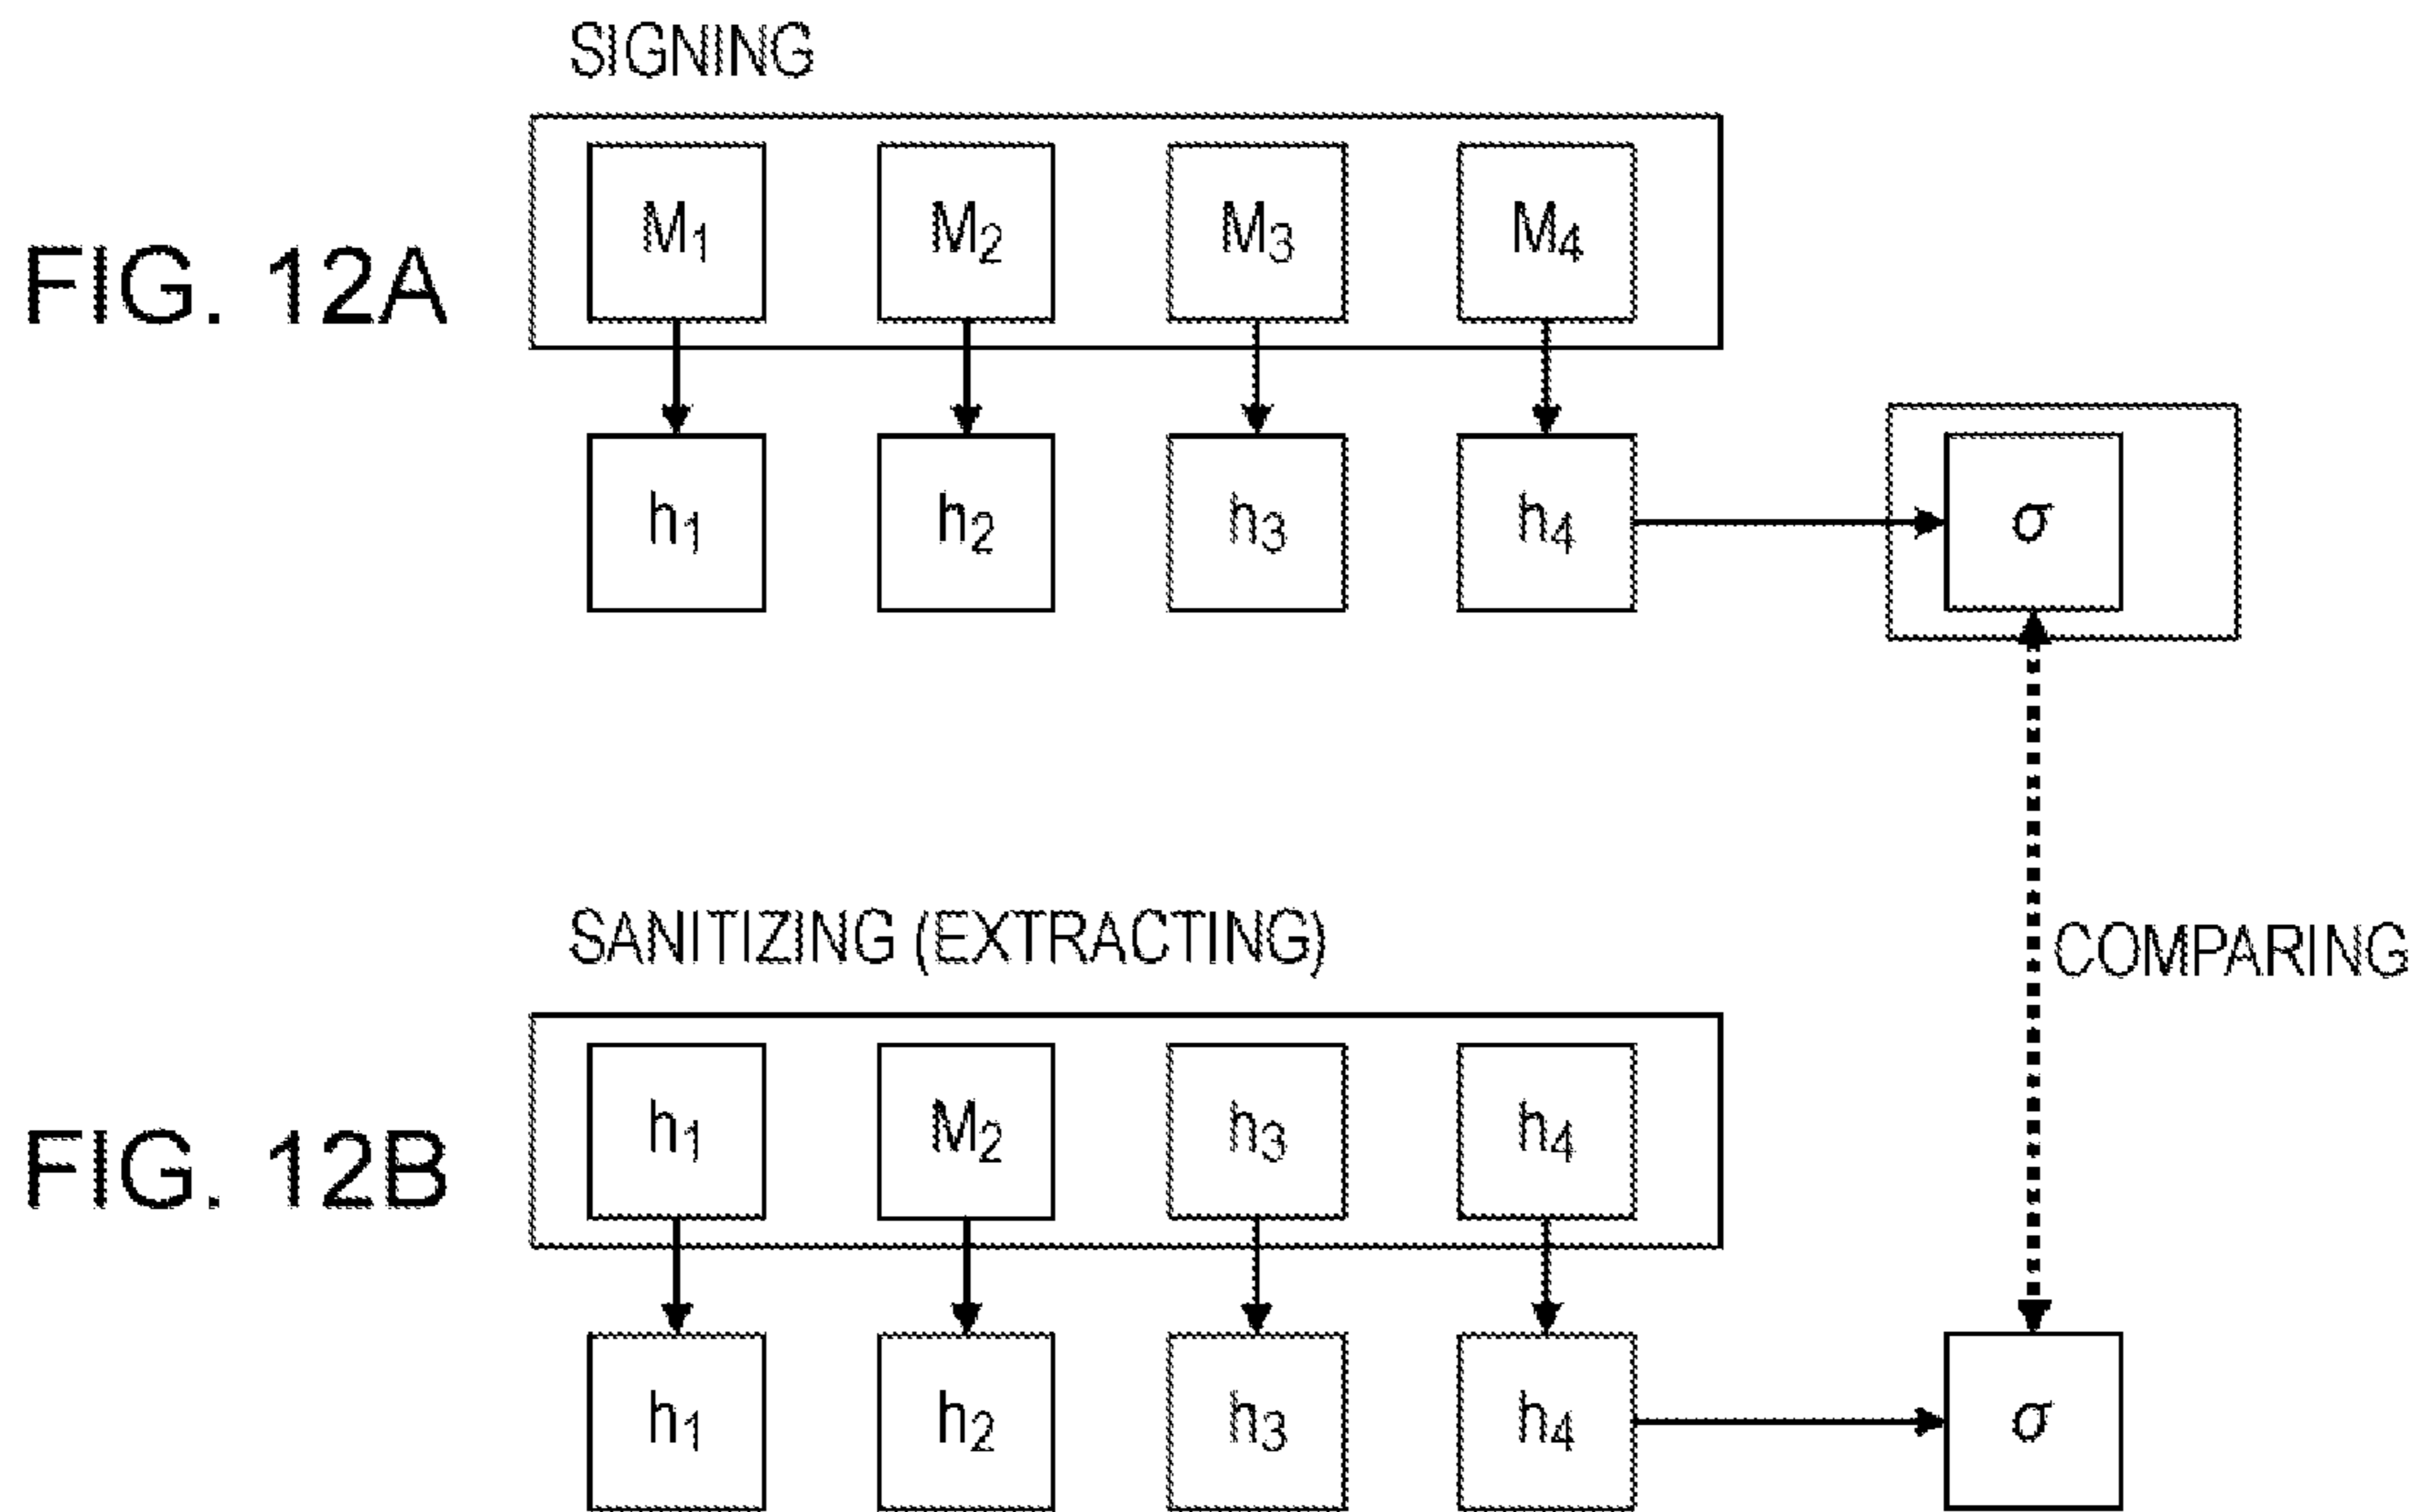 SIGNING
FIG. 12A
M₁ M₂ M₃ M₄
h₁ h₂ h₃ h₄ σ
SANITIZING (EXTRACTING)
COMPARING
FIG. 12B
h₁ M₂ h₃ h₄
h₁ h₂ h₃ h₄ σ